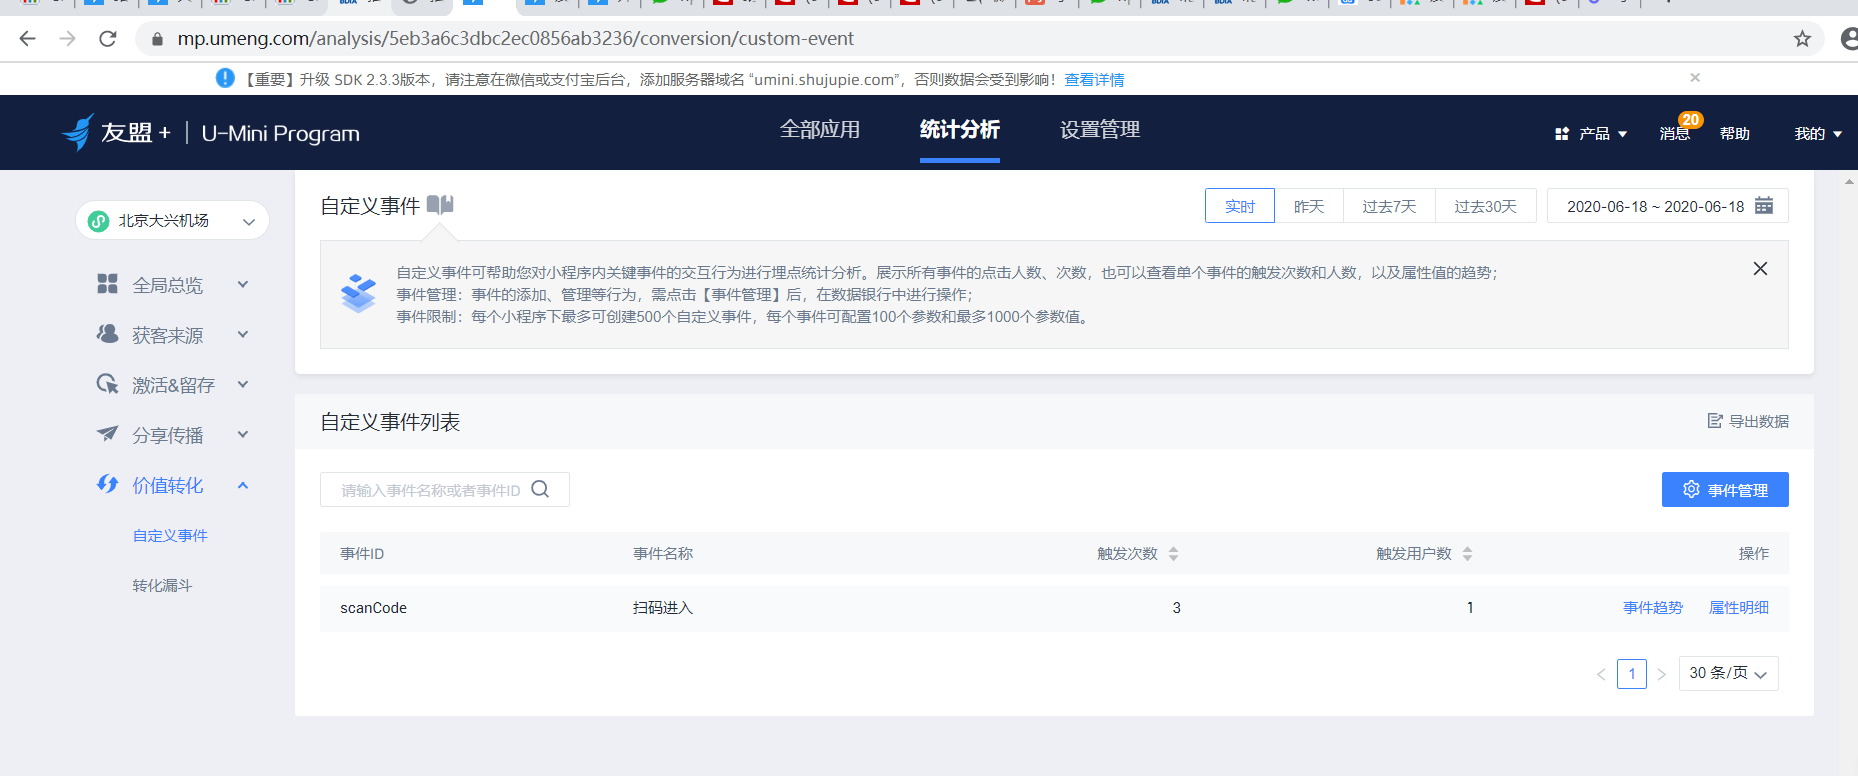 mp.umeng.com/analysis/5eb3a6c3dbc2ec0856ab3236/conversion/custom-event
【重要】升级 SDK 2.3.3版本，请注意在微信或支付宝后台，添加服务器域名 “umini.shujupie.com”，否则数据会受到影响！查看详情
友盟+ | U-Mini Program
全部应用
统计分析
设置管理
产品
消息
20
帮助
我的
北京大兴机场
全局总览
获客来源
激活&留存
分享传播
价值转化
自定义事件
转化漏斗
自定义事件
实时
昨天
过去7天
过去30天
2020-06-18 ~ 2020-06-18
自定义事件可帮助您对小程序内关键事件的交互行为进行埋点统计分析。展示所有事件的点击人数、次数，也可以查看单个事件的触发次数和人数，以及属性值的趋势；
事件管理：事件的添加、管理等行为，需点击【事件管理】后，在数据银行中进行操作；
事件限制：每个小程序下最多可创建500个自定义事件，每个事件可配置100个参数和最多1000个参数值。
自定义事件列表
导出数据
请输入事件名称或者事件ID
事件管理
事件ID 事件名称 触发次数 触发用户数 操作
scanCode 扫码进入 3 1 事件趋势 属性明细
1
30 条/页